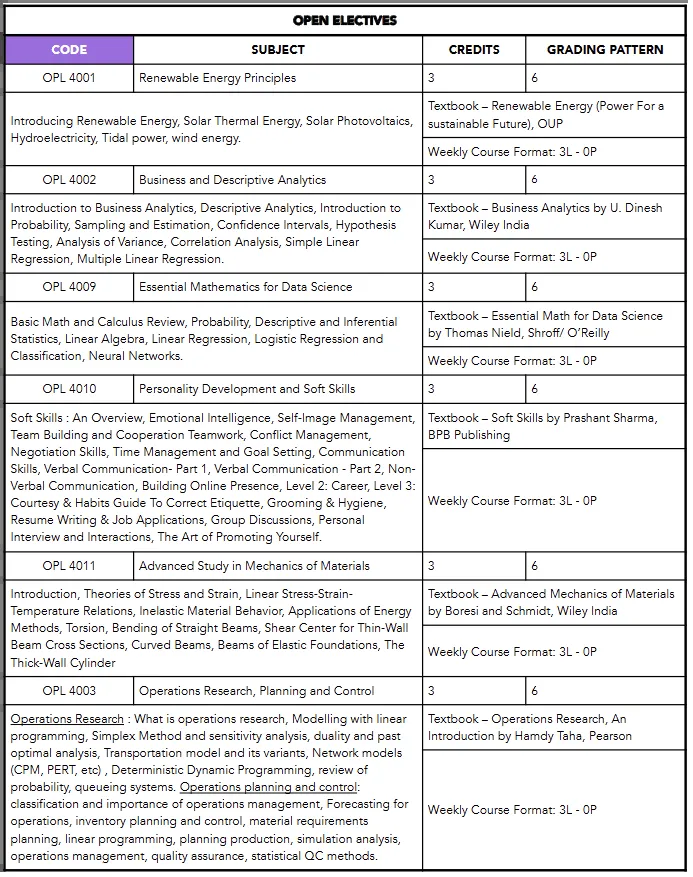 OPEN ELECTIVES
CODE SUBJECT CREDITS GRADING PATTERN
OPL 4001 Renewable Energy Principles 3 6
Introducing Renewable Energy, Solar Thermal Energy, Solar Photovoltaics,
Hydroelectricity, Tidal power, wind energy.
Textbook – Renewable Energy (Power For a
sustainable Future), OUP
Weekly Course Format: 3L - 0P
OPL 4002 Business and Descriptive Analytics 3 6
Introduction to Business Analytics, Descriptive Analytics, Introduction to
Probability, Sampling and Estimation, Confidence Intervals, Hypothesis
Testing, Analysis of Variance, Correlation Analysis, Simple Linear
Regression, Multiple Linear Regression.
Textbook – Business Analytics by U. Dinesh
Kumar, Wiley India
Weekly Course Format: 3L - 0P
OPL 4009 Essential Mathematics for Data Science 3 6
Basic Math and Calculus Review, Probability, Descriptive and Inferential
Statistics, Linear Algebra, Linear Regression, Logistic Regression and
Classification, Neural Networks.
Textbook – Essential Math for Data Science
by Thomas Nield, Shroff/ O’Reilly
Weekly Course Format: 3L - 0P
OPL 4010 Personality Development and Soft Skills 3 6
Soft Skills : An Overview, Emotional Intelligence, Self-Image Management,
Team Building and Cooperation Teamwork, Conflict Management,
Negotiation Skills, Time Management and Goal Setting, Communication
Skills, Verbal Communication- Part 1, Verbal Communication - Part 2, Non-
Verbal Communication, Building Online Presence, Level 2: Career, Level 3:
Courtesy & Habits Guide To Correct Etiquette, Grooming & Hygiene,
Resume Writing & Job Applications, Group Discussions, Personal
Interview and Interactions, The Art of Promoting Yourself.
Textbook – Soft Skills by Prashant Sharma,
BPB Publishing
Weekly Course Format: 3L - 0P
OPL 4011 Advanced Study in Mechanics of Materials 3 6
Introduction, Theories of Stress and Strain, Linear Stress-Strain-
Temperature Relations, Inelastic Material Behavior, Applications of Energy
Methods, Torsion, Bending of Straight Beams, Shear Center for Thin-Wall
Beam Cross Sections, Curved Beams, Beams of Elastic Foundations, The
Thick-Wall Cylinder
Textbook – Advanced Mechanics of Materials
by Boresi and Schmidt, Wiley India
Weekly Course Format: 3L - 0P
OPL 4003 Operations Research, Planning and Control 3 6
Operations Research : What is operations research, Modelling with linear
programming, Simplex Method and sensitivity analysis, duality and past
optimal analysis, Transportation model and its variants, Network models
(CPM, PERT, etc) , Deterministic Dynamic Programming, review of
probability, queueing systems. Operations planning and control:
classification and importance of operations management, Forecasting for
operations, inventory planning and control, material requirements
planning, linear programming, planning production, simulation analysis,
operations management, quality assurance, statistical QC methods.
Textbook – Operations Research, An
Introduction by Hamdy Taha, Pearson
Weekly Course Format: 3L - 0P